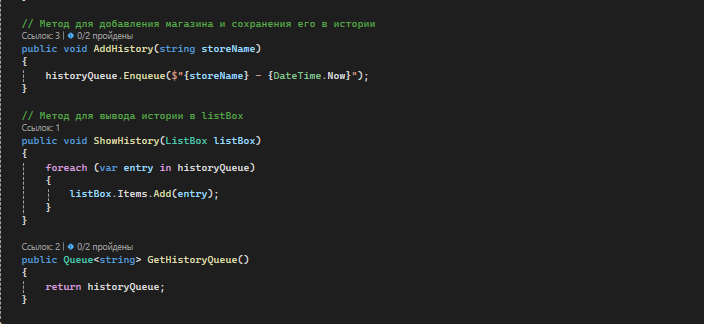 }
// Метод для добавления магазина и сохранения его в истории
Ссылок: 3 | 0/2 пройдены
public void AddHistory(string storeName)
{
historyQueue.Enqueue($"{storeName} - {DateTime.Now}");
}
// Метод для вывода истории в listBox
Ссылок: 1
public void ShowHistory(ListBox listBox)
{
foreach (var entry in historyQueue)
{
listBox.Items.Add(entry);
}
}
Ссылок: 2 | 0/2 пройдены
public Queue<string> GetHistoryQueue()
{
return historyQueue;
}